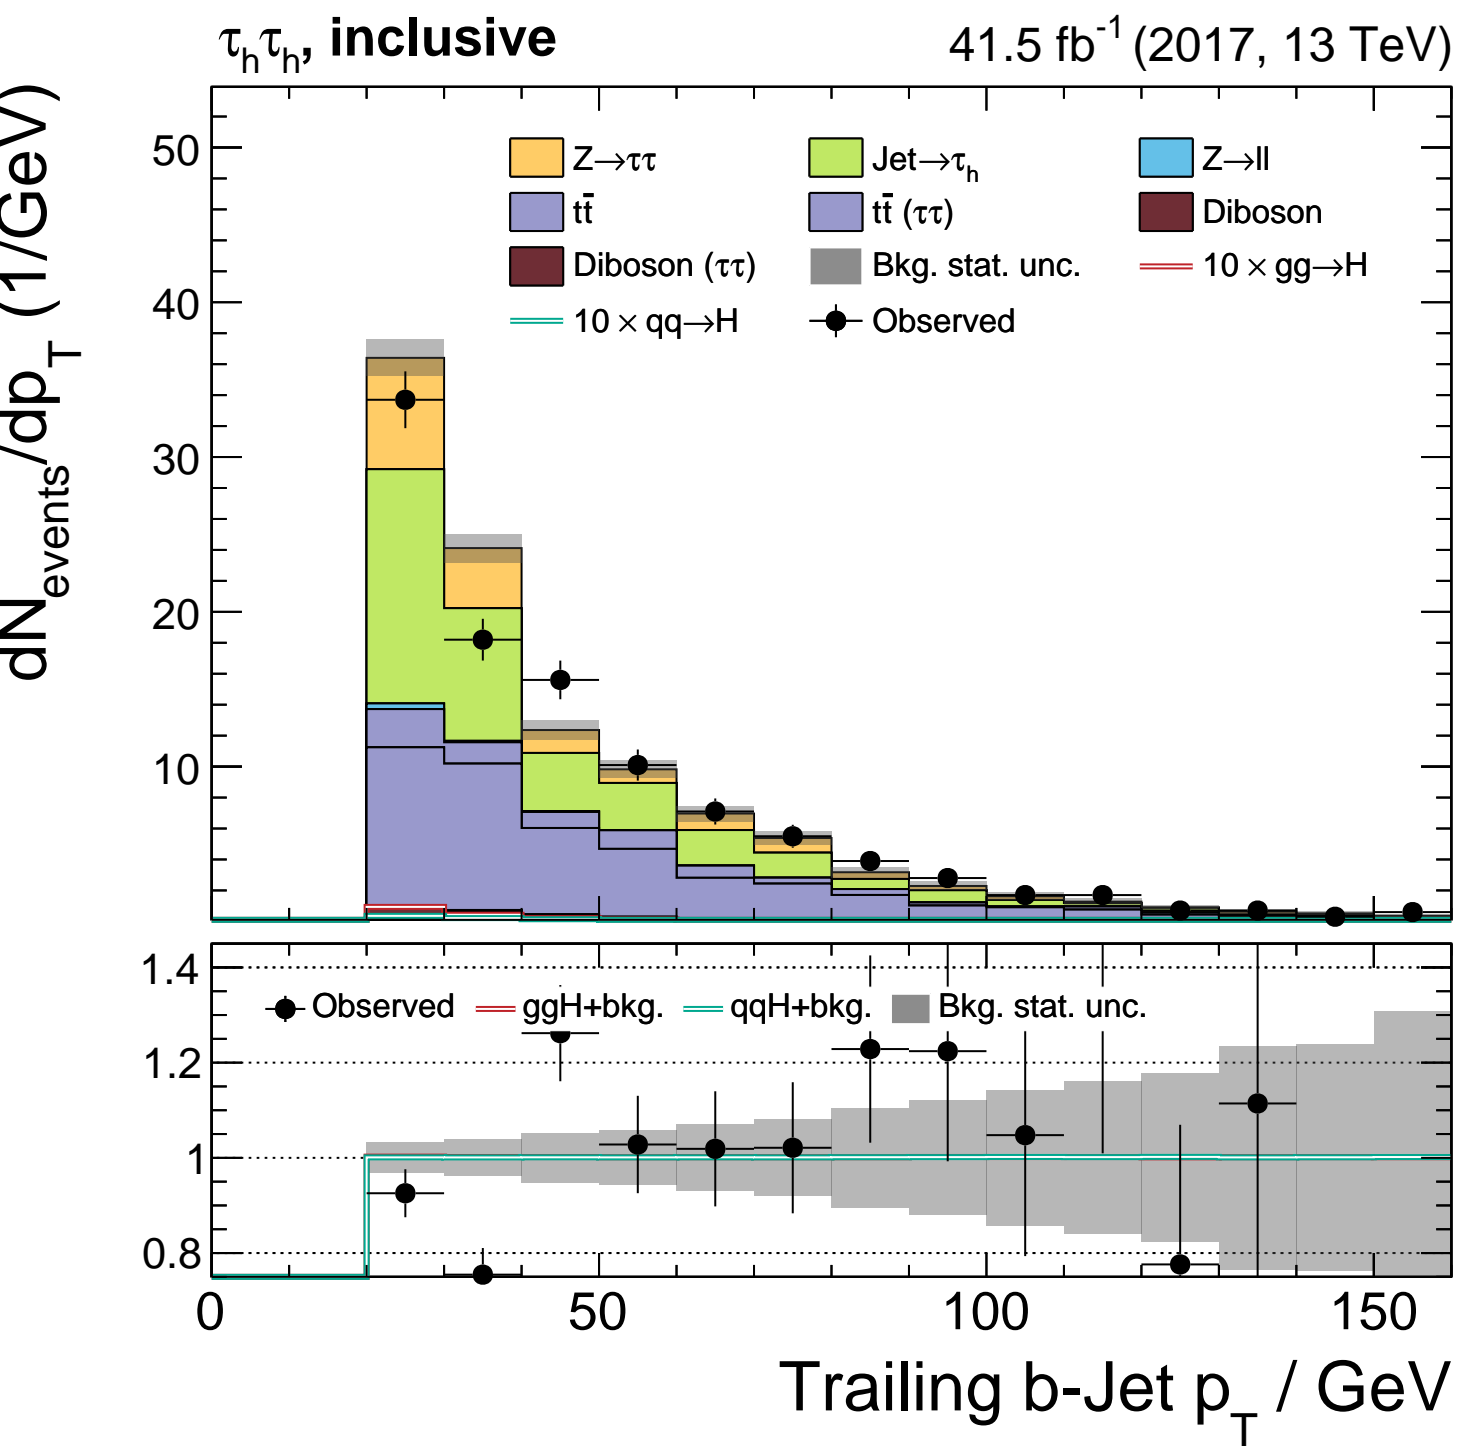 τhτh, inclusive 41.5 fb-1 (2017, 13 TeV)
dNevents/dpT (1/GeV)
50
40
30
20
10
Z→ττ Jet→τh Z→ll
tt̄ tt̄ (ττ) Diboson
Diboson (ττ) Bkg. stat. unc. 10 × gg→H
10 × qq→H Observed
1.4
1.2
1
0.8
Observed ggH+bkg. qqH+bkg. Bkg. stat. unc.
0 50 100 150
Trailing b-Jet pT / GeV